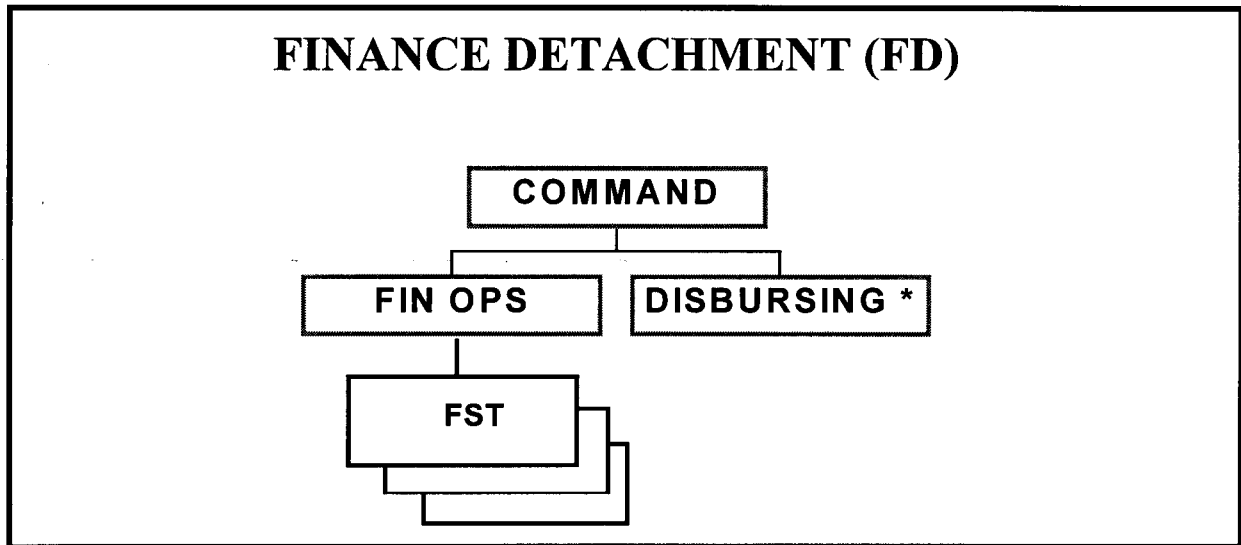 FINANCE DETACHMENT (FD)
COMMAND
FIN OPS
DISBURSING *
FST